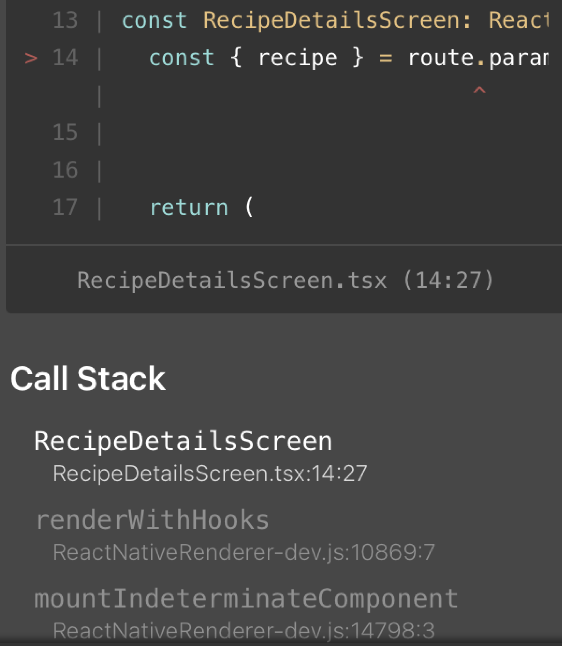 13 | const RecipeDetailsScreen: React
> 14 |   const { recipe } = route.param
|                           ^
15 |
16 |
17 |   return (
RecipeDetailsScreen.tsx (14:27)
Call Stack
RecipeDetailsScreen
RecipeDetailsScreen.tsx:14:27
renderWithHooks
ReactNativeRenderer-dev.js:10869:7
mountIndeterminateComponent
ReactNativeRenderer-dev.js:14798:3